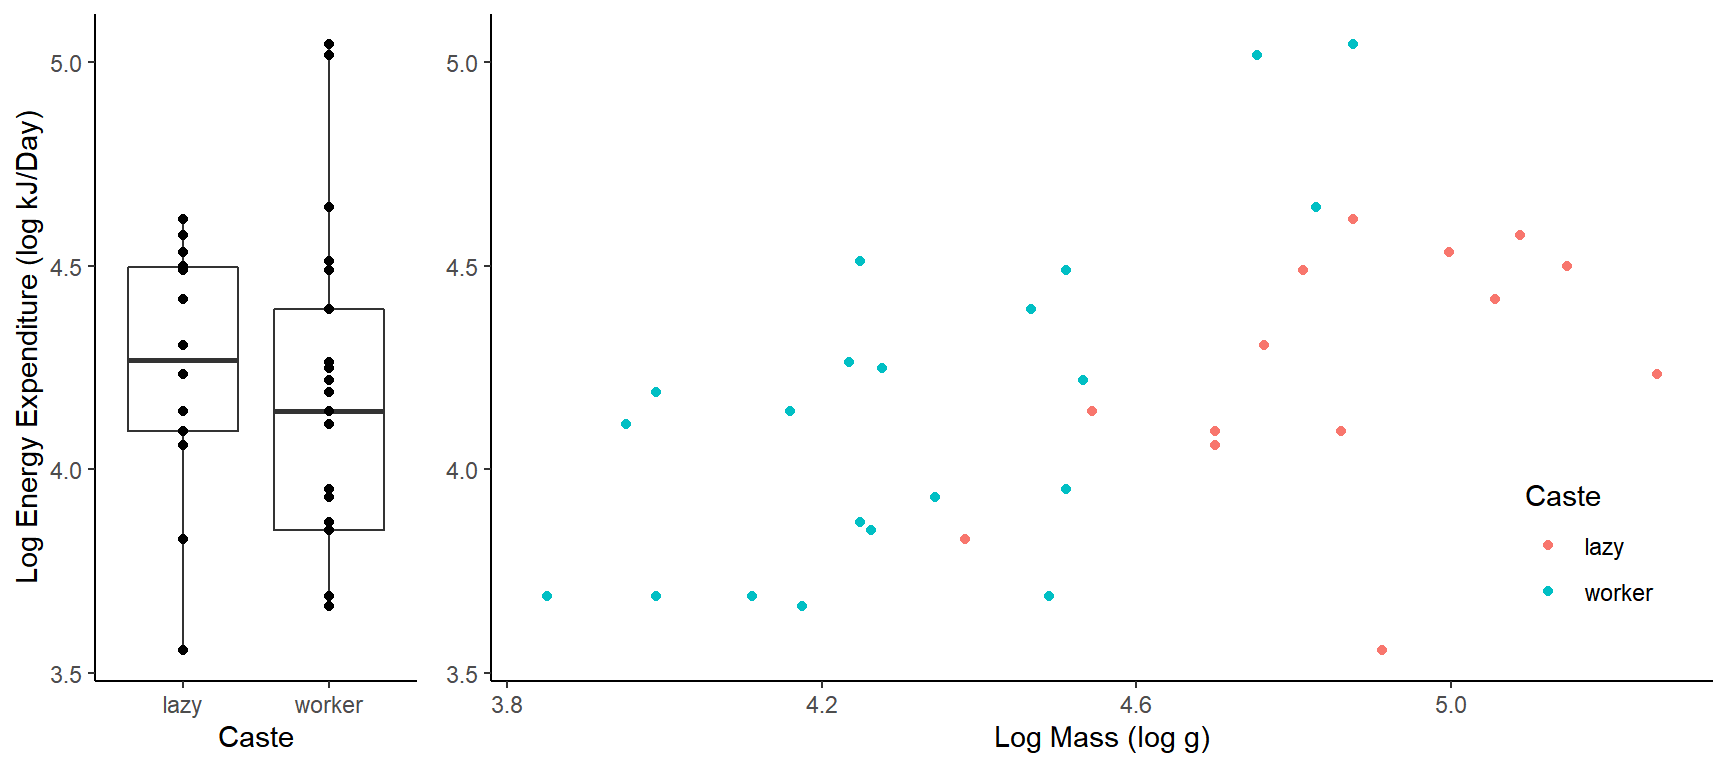 Log Energy Expenditure (log kJ/Day)
5.0
4.5
4.0
3.5
lazy worker
Caste
5.0
4.5
4.0
3.5
3.8 4.2 4.6 5.0
Log Mass (log g)
Caste
lazy
worker